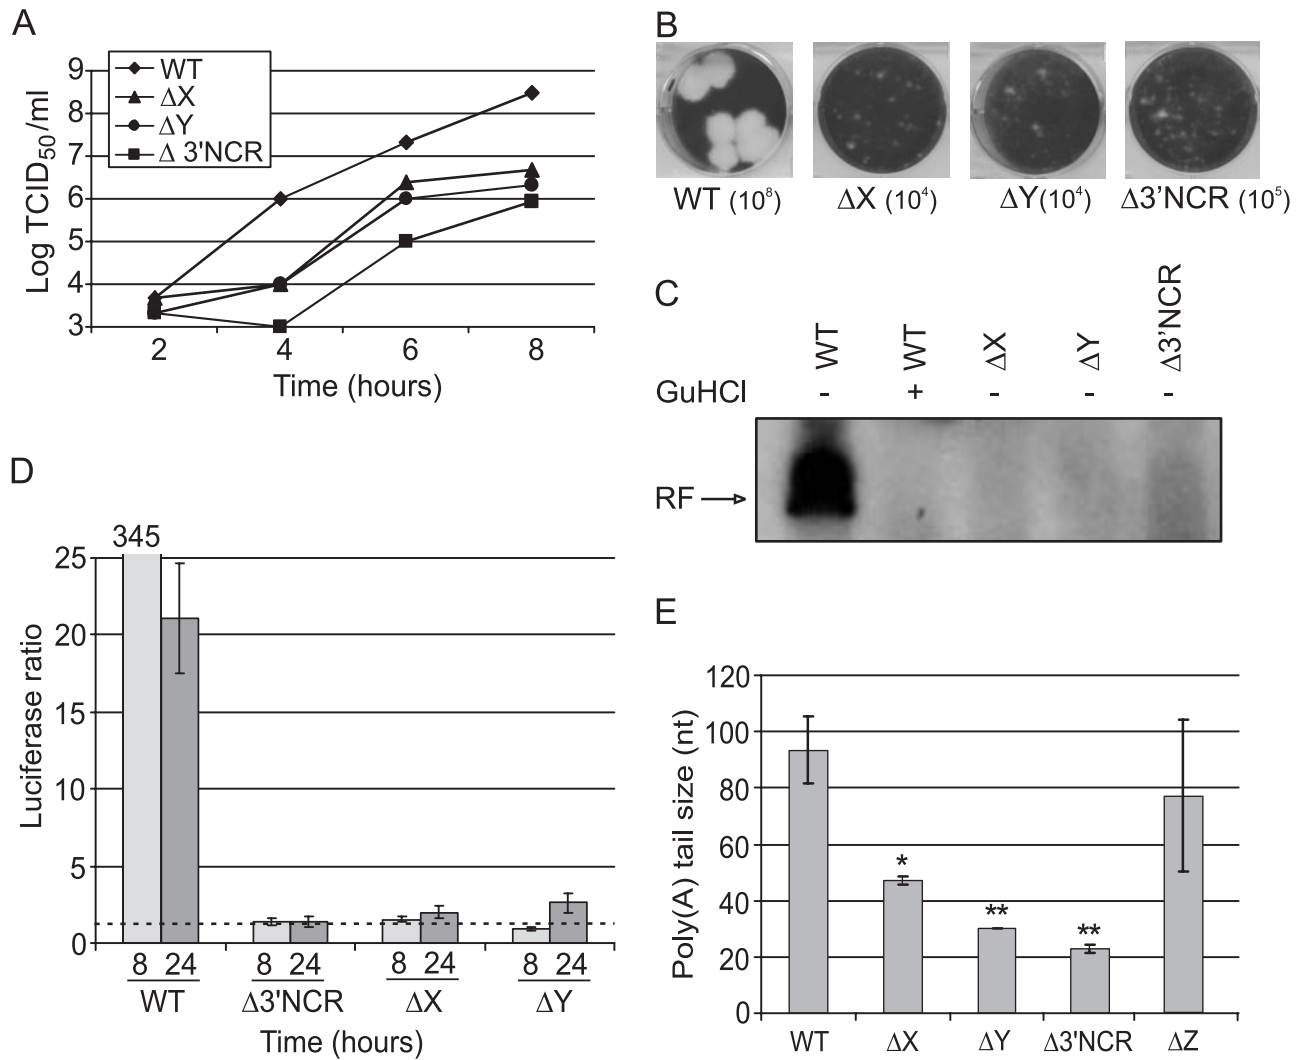 A
9
8
7
6
5
4
3
Log TCID50/ml
WT
ΔX
ΔY
Δ 3'NCR
2 4 6 8
Time (hours)
B
WT (10⁸) ΔX (10⁴) ΔY(10⁴) Δ3'NCR (10⁵)
C
WT WT ΔX ΔY Δ3'NCR
GuHCl - + - - -
RF
D
345
25
20
15
10
5
0
Luciferase ratio
8 24 8 24 8 24 8 24
WT Δ3'NCR ΔX ΔY
Time (hours)
E
120
100
80
60
40
20
0
Poly(A) tail size (nt)
* ** **
WT ΔX ΔY Δ3'NCR ΔZ